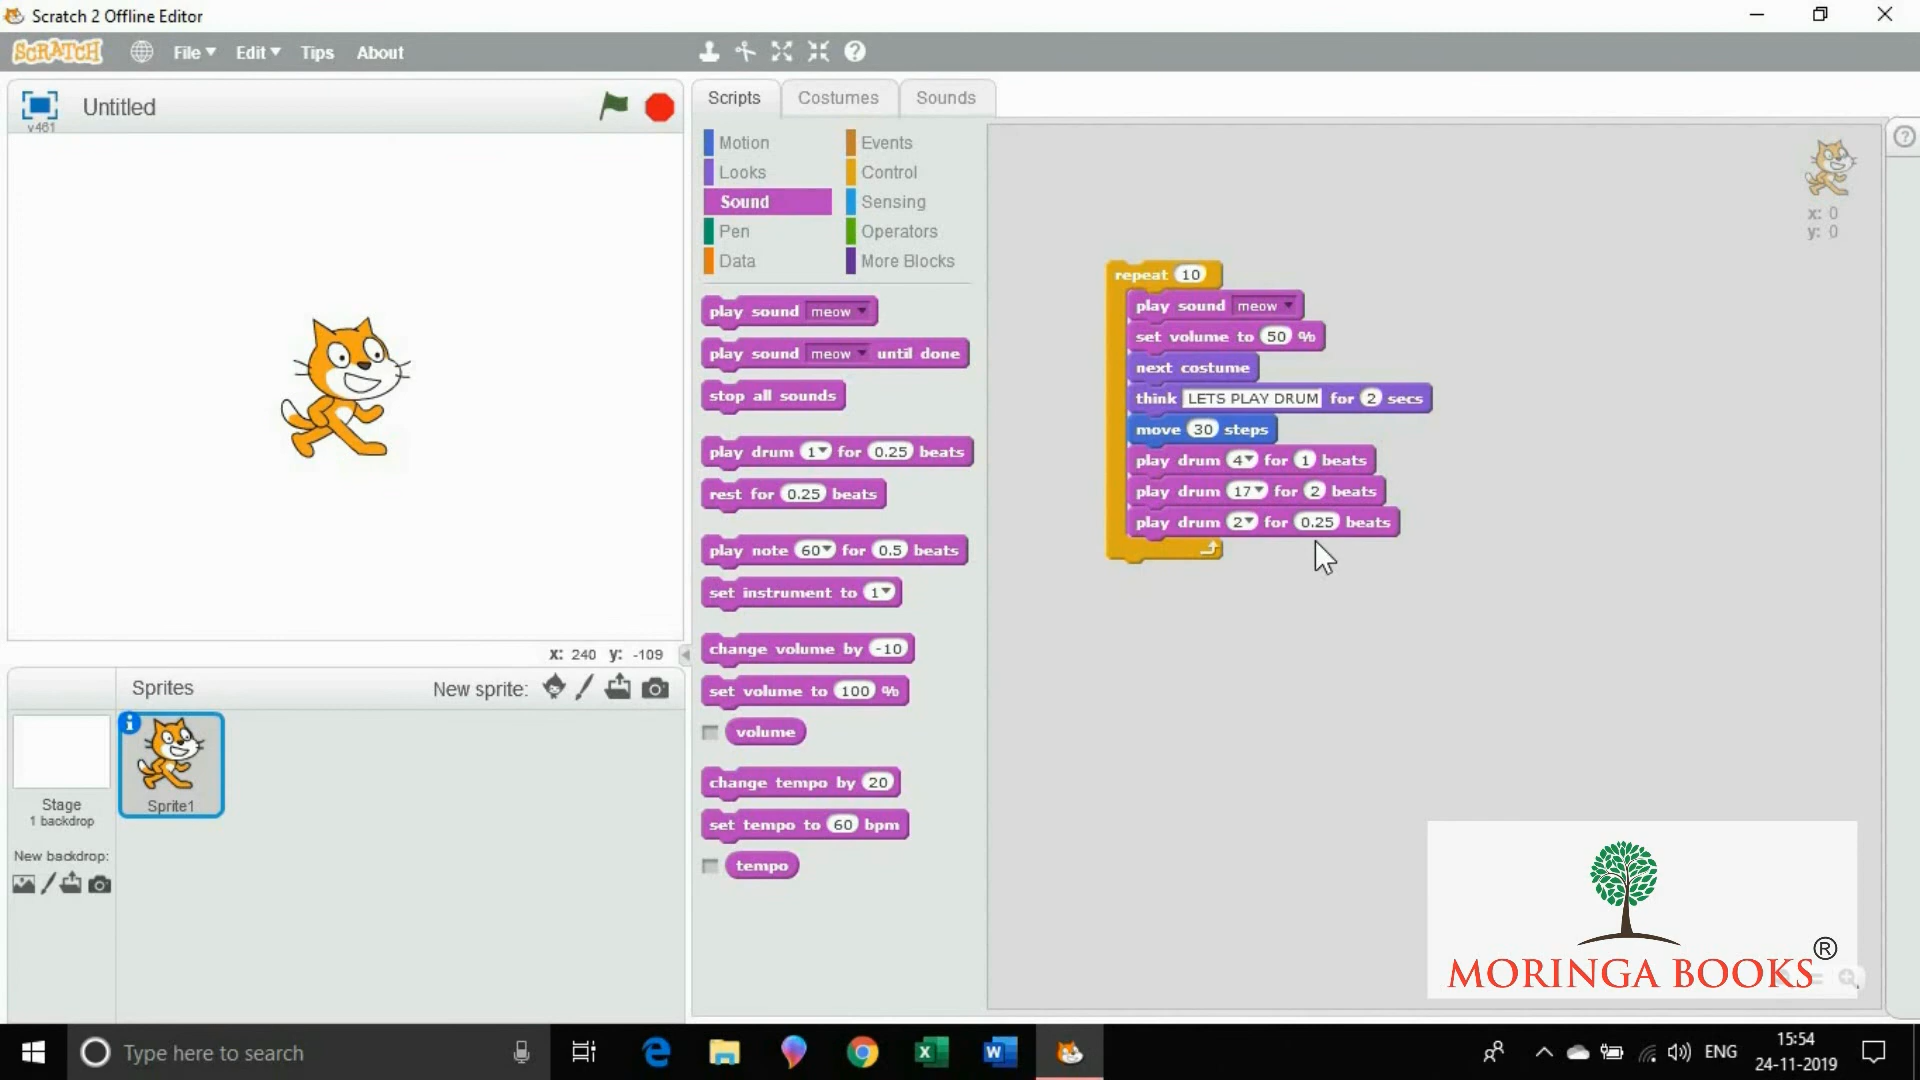 Scratch 2 Offline Editor
SCRATCH File Edit Tips About
v461 Untitled
Scripts Costumes Sounds
Motion Events
Looks Control
Sound Sensing
Pen Operators
Data More Blocks
play sound meow
play sound meow until done
stop all sounds
play drum 1 for 0.25 beats
rest for 0.25 beats
play note 60 for 0.5 beats
set instrument to 1
change volume by -10
set volume to 100 %
volume
change tempo by 20
set tempo to 60 bpm
tempo
repeat 10
play sound meow
set volume to 50 %
next costume
think LETS PLAY DRUM for 2 secs
move 30 steps
play drum 4 for 1 beats
play drum 17 for 2 beats
play drum 2 for 0.25 beats
x: 0
y: 0
x: 240 y: -109
Sprites New sprite:
Sprite1
Stage
1 backdrop
New backdrop:
MORINGA BOOKS®
Type here to search
ENG
15:54
24-11-2019